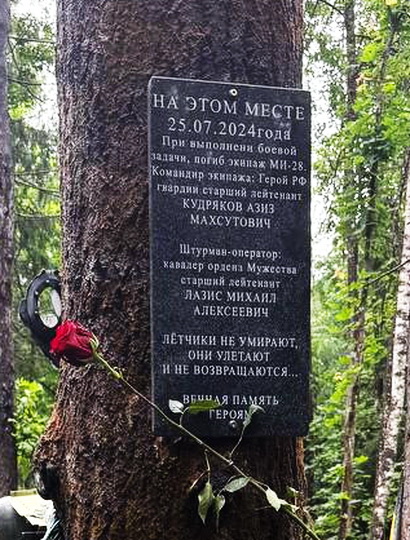 НА ЭТОМ МЕСТЕ
25.07.2024года
При выполнени боевой
задачи, погиб экипаж МИ-28.
Командир экипажа: Герой РФ
гвардии старший лейтенант
КУДРЯКОВ АЗИЗ
МАХСУТОВИЧ
Штурман-оператор:
кавалер ордена Мужества
старший лейтенант
ЛАЗИС МИХАИЛ
АЛЕКСЕЕВИЧ
ЛЁТЧИКИ НЕ УМИРАЮТ,
ОНИ УЛЕТАЮТ
И НЕ ВОЗВРАЩАЮТСЯ...
ВЕЧНАЯ ПАМЯТЬ
ГЕРОЯМ